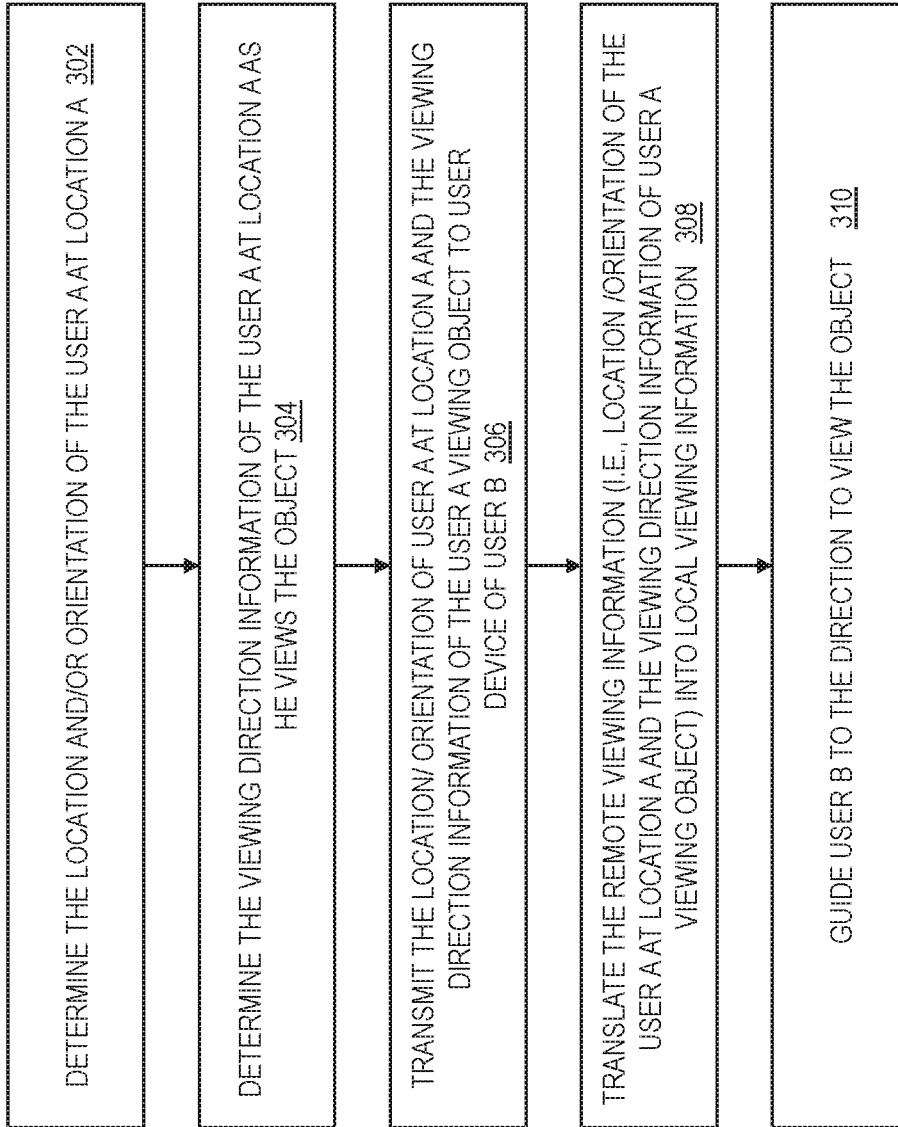 DETERMINE THE LOCATION AND/OR ORIENTATION OF THE USER A AT LOCATION A 302
DETERMINE THE VIEWING DIRECTION INFORMATION OF THE USER A AT LOCATION A AS
HE VIEWS THE OBJECT 304
TRANSMIT THE LOCATION/ ORIENTATION OF USER A AT LOCATION A AND THE VIEWING
DIRECTION INFORMATION OF THE USER A VIEWING OBJECT TO USER
DEVICE OF USER B 306
TRANSLATE THE REMOTE VIEWING INFORMATION (I.E., LOCATION /ORIENTATION OF THE
USER A AT LOCATION A AND THE VIEWING DIRECTION INFORMATION OF USER A
VIEWING OBJECT) INTO LOCAL VIEWING INFORMATION 308
GUIDE USER B TO THE DIRECTION TO VIEW THE OBJECT 310